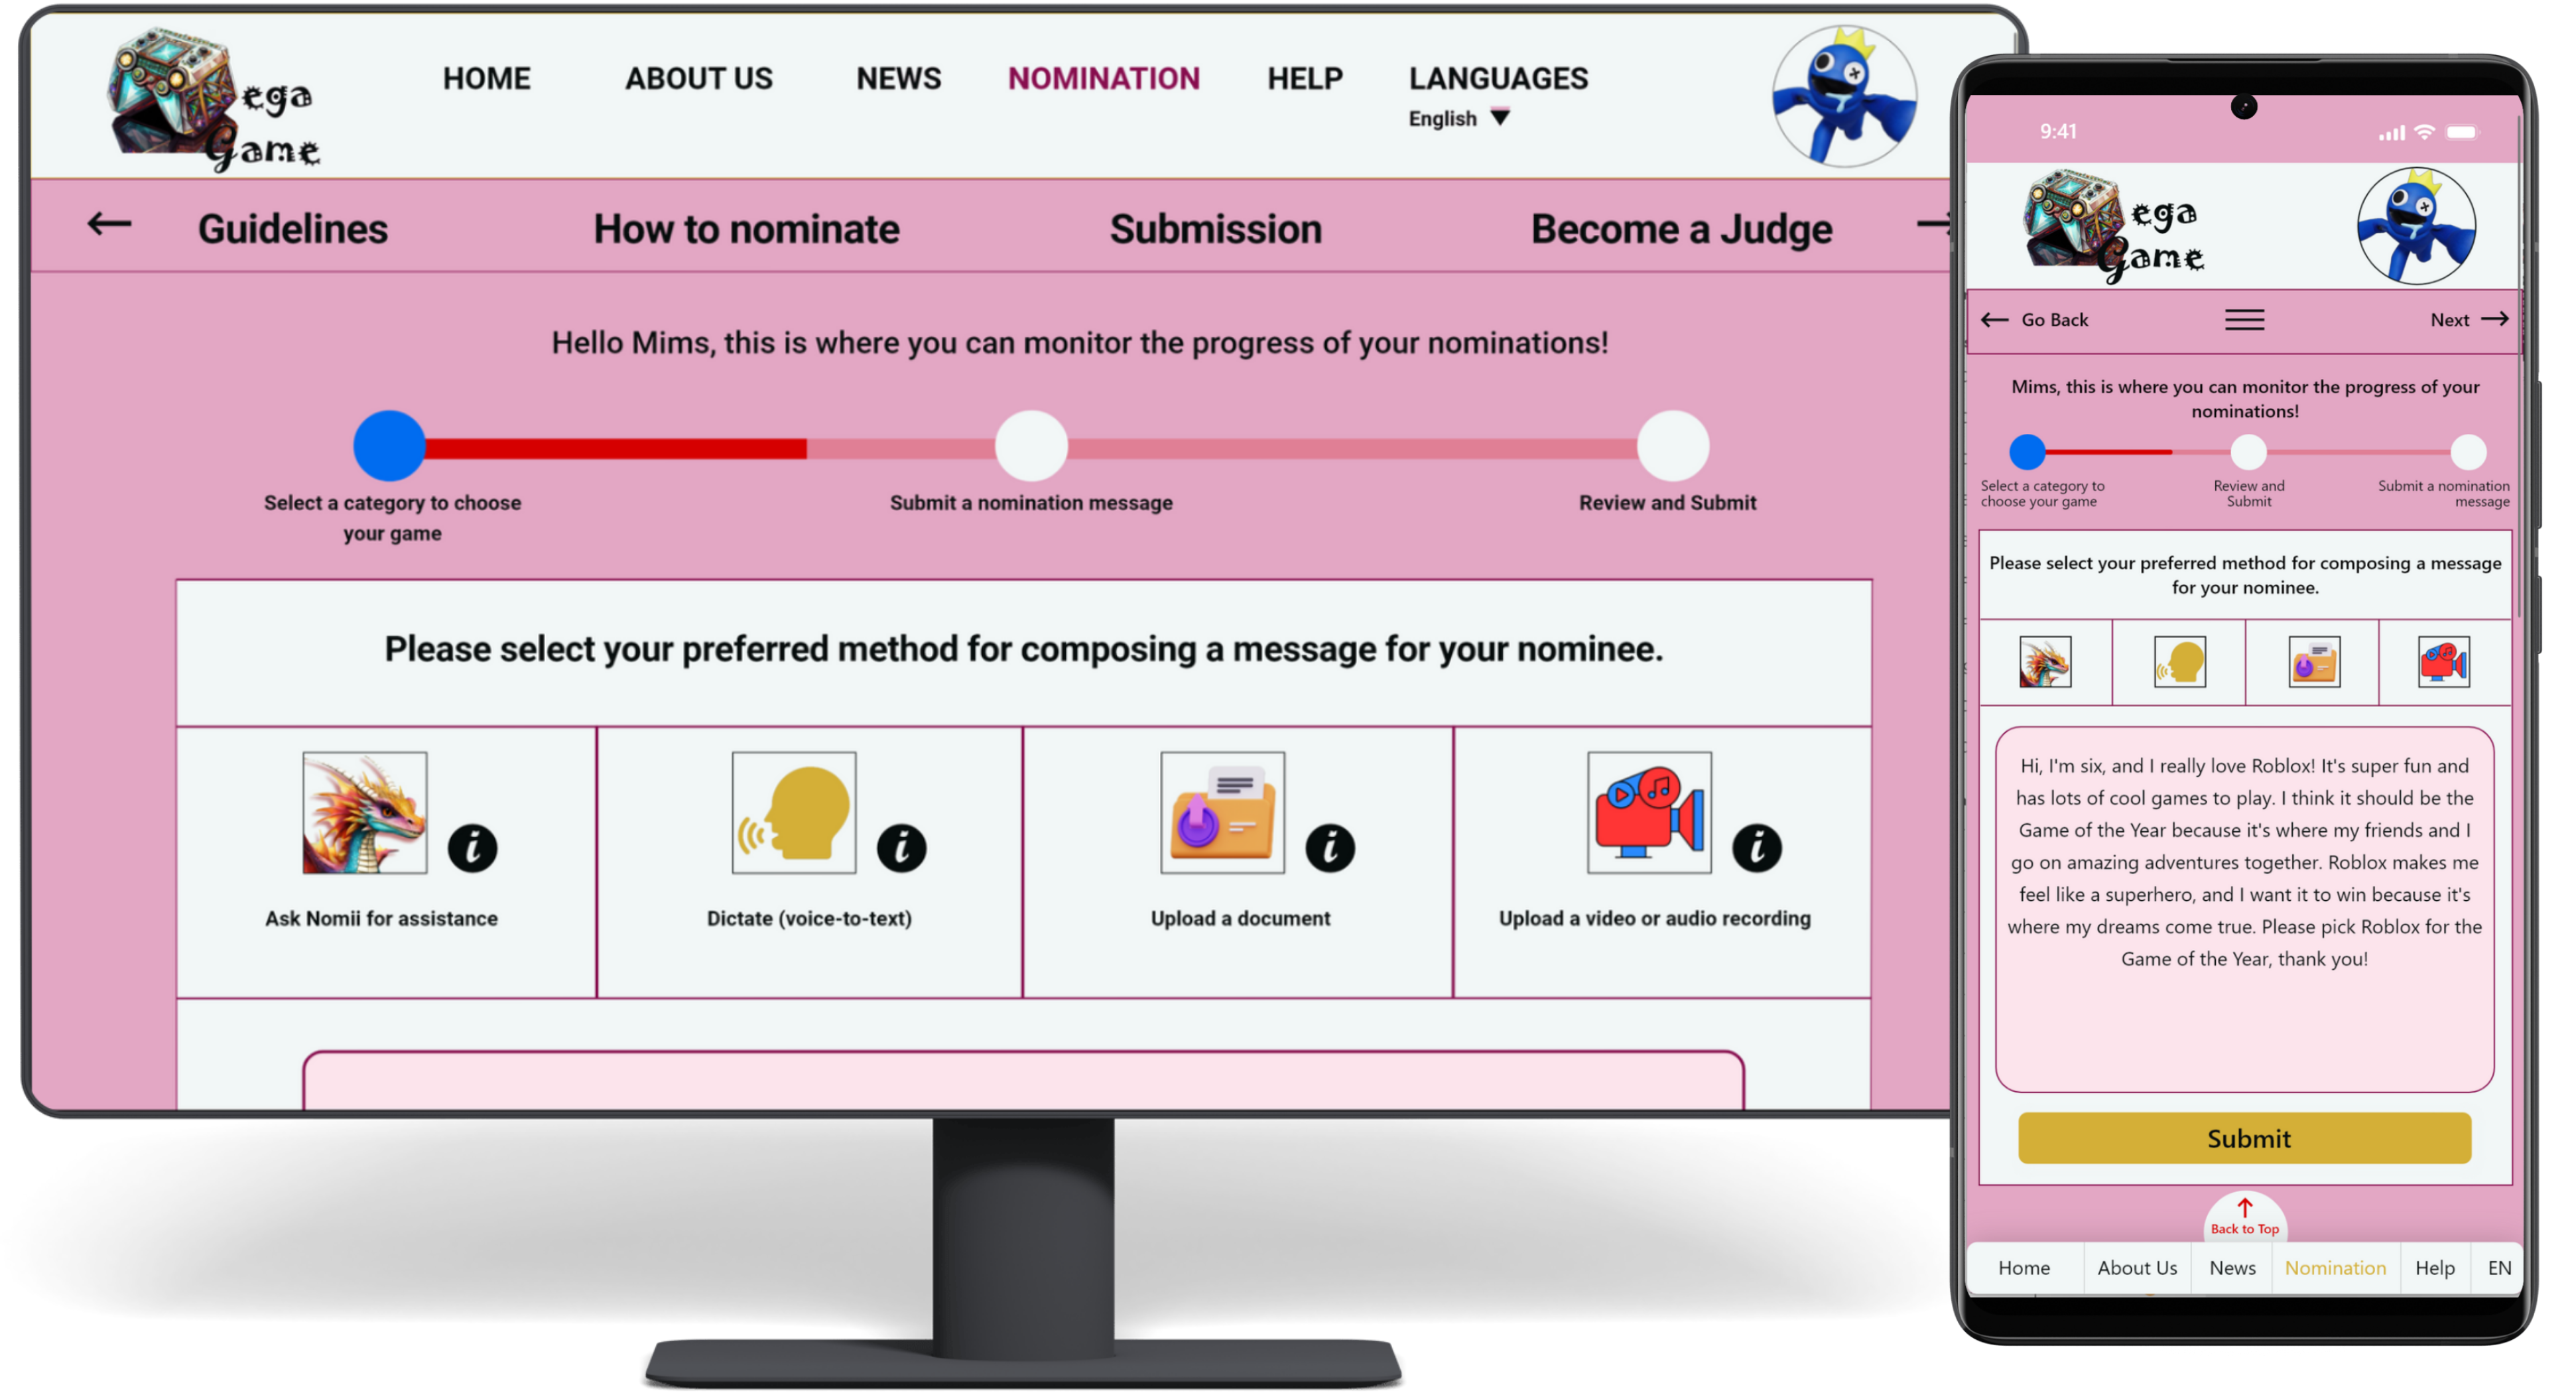 ega
Game
HOME
ABOUT US
NEWS
NOMINATION
HELP
LANGUAGES
English
Guidelines
How to nominate
Submission
Become a Judge
Hello Mims, this is where you can monitor the progress of your nominations!
Select a category to choose
your game
Submit a nomination message
Review and Submit
Please select your preferred method for composing a message for your nominee.
i
i
i
i
Ask Nomii for assistance
Dictate (voice-to-text)
Upload a document
Upload a video or audio recording
9:41
ega
Game
Go Back
Next
Mims, this is where you can monitor the progress of your
nominations!
Select a category to
choose your game
Review and
Submit
Submit a nomination
message
Please select your preferred method for composing a message
for your nominee.
Hi, I'm six, and I really love Roblox! It's super fun and
has lots of cool games to play. I think it should be the
Game of the Year because it's where my friends and I
go on amazing adventures together. Roblox makes me
feel like a superhero, and I want it to win because it's
where my dreams come true. Please pick Roblox for the
Game of the Year, thank you!
Submit
Back to Top
Home
About Us
News
Nomination
Help
EN